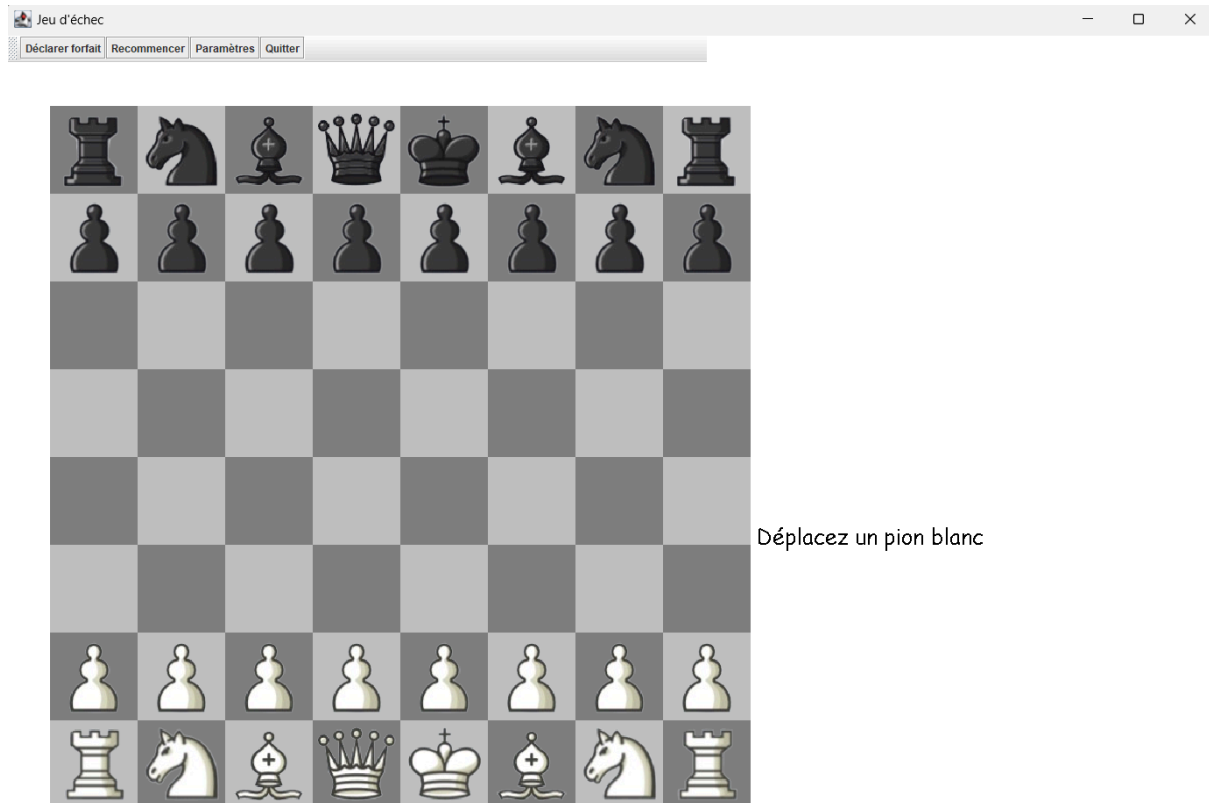 Jeu d'échec
Déclarer forfait Recommencer Paramètres Quitter
Déplacez un pion blanc